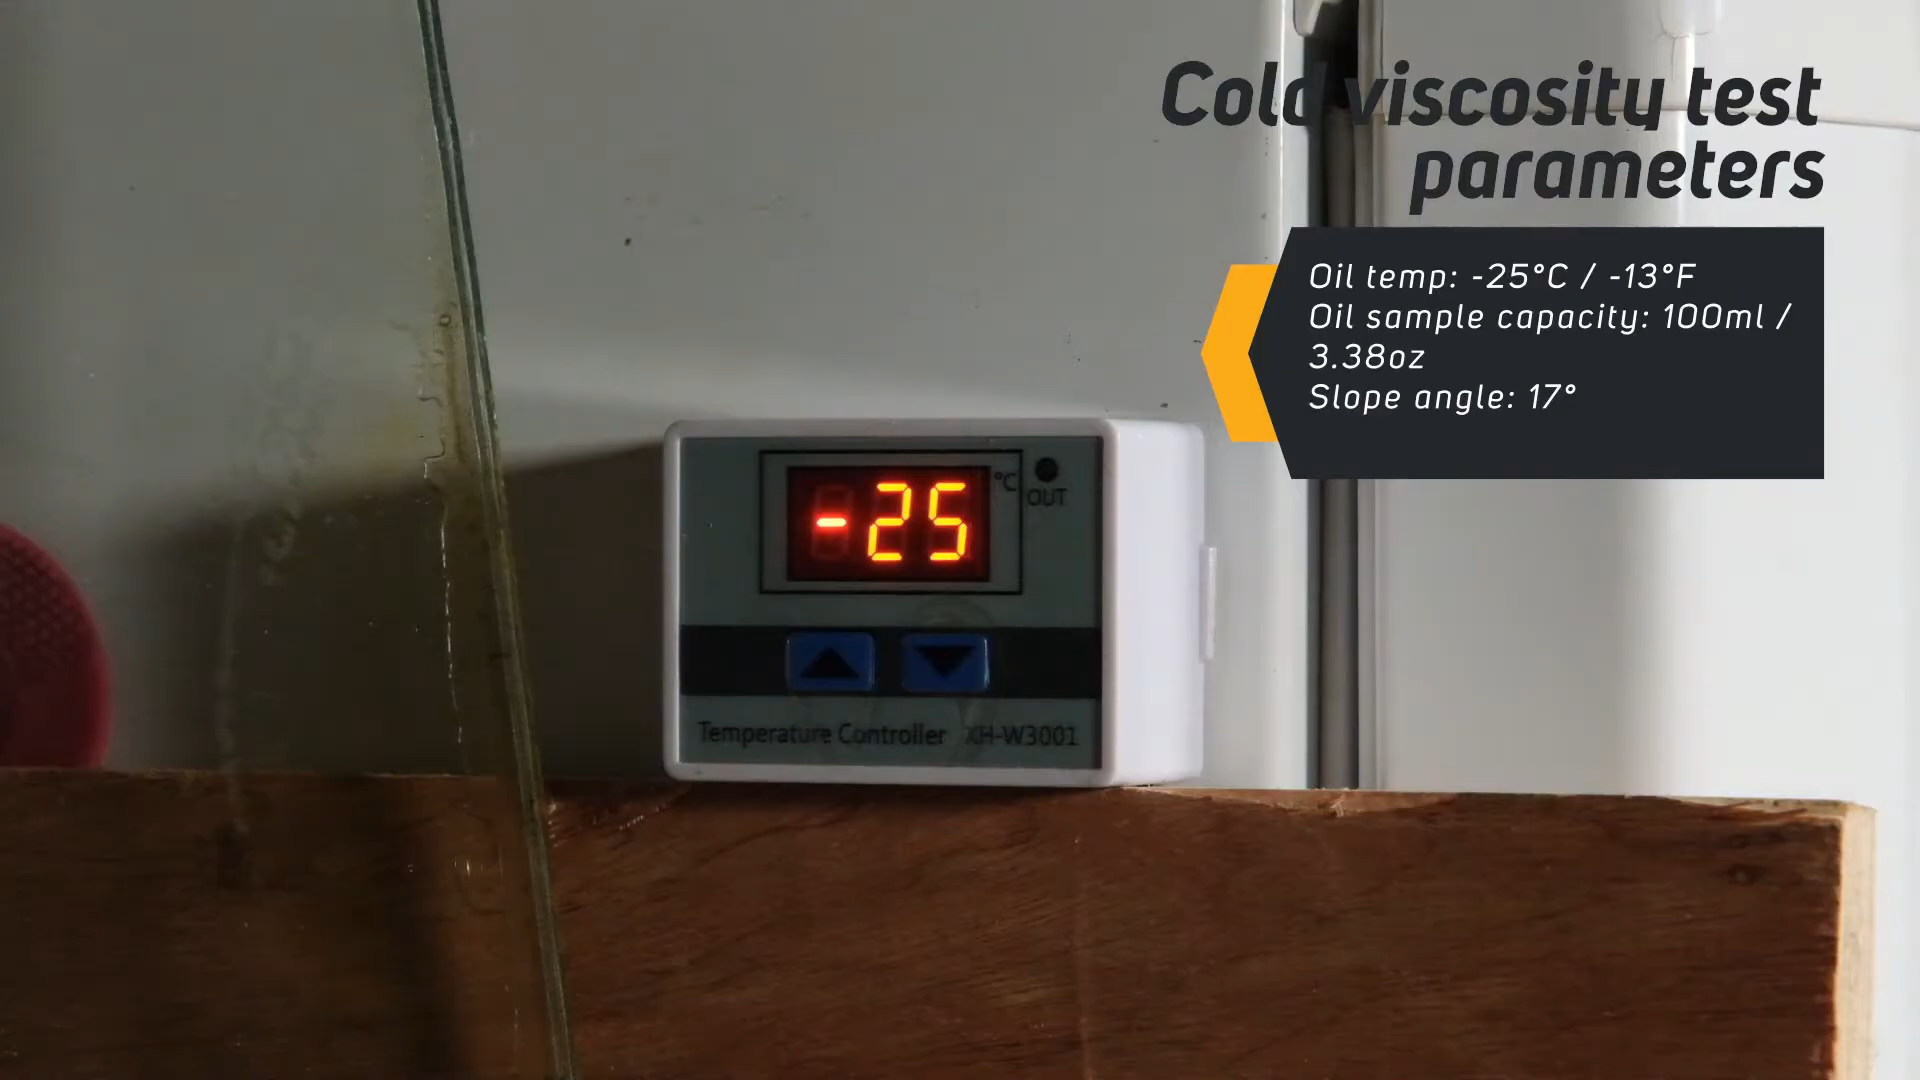 Cold viscosity test
parameters
Oil temp: -25°C / -13°F
Oil sample capacity: 100ml /
3.38oz
Slope angle: 17°
-25
°C
OUT
Temperature Controller XH-W3001